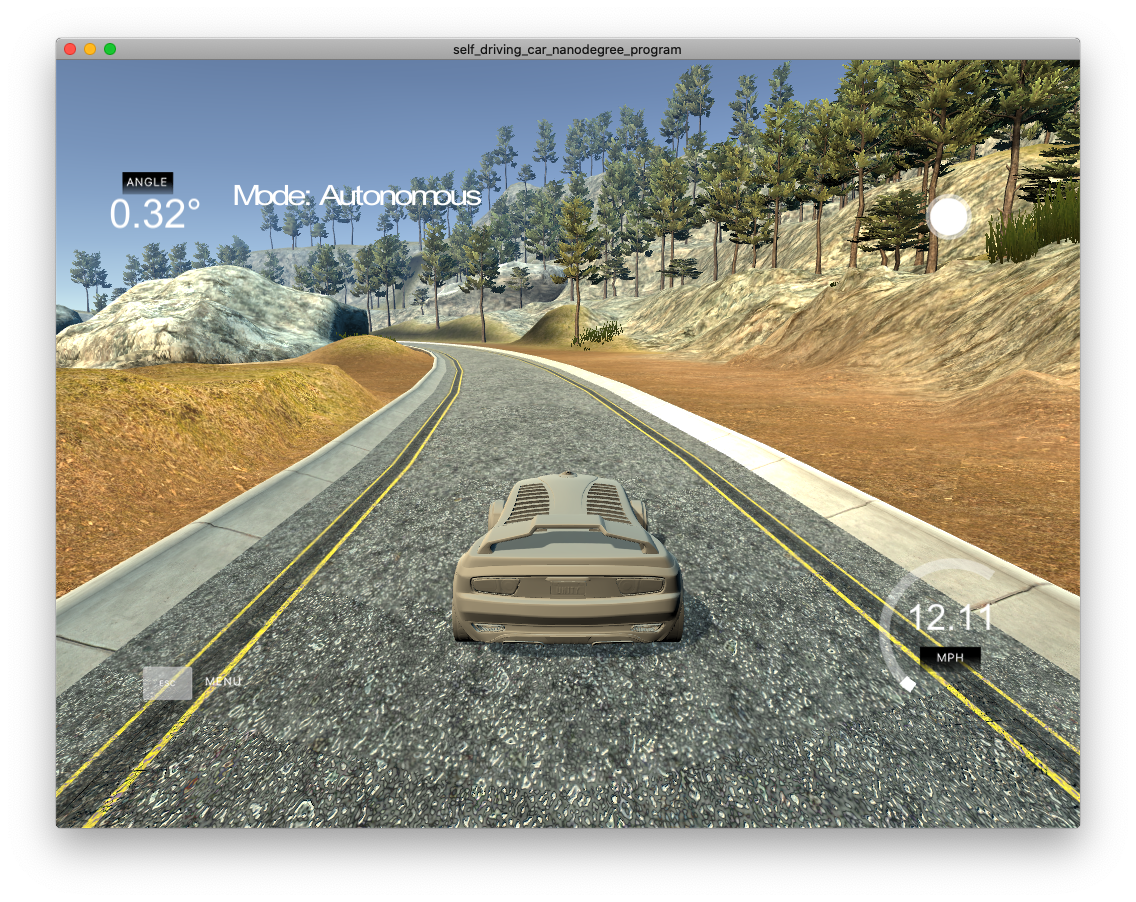 self_driving_car_nanodegree_program
ANGLE
0.32°
Mode: Autonomous
12.11
MPH
ESC
MENU